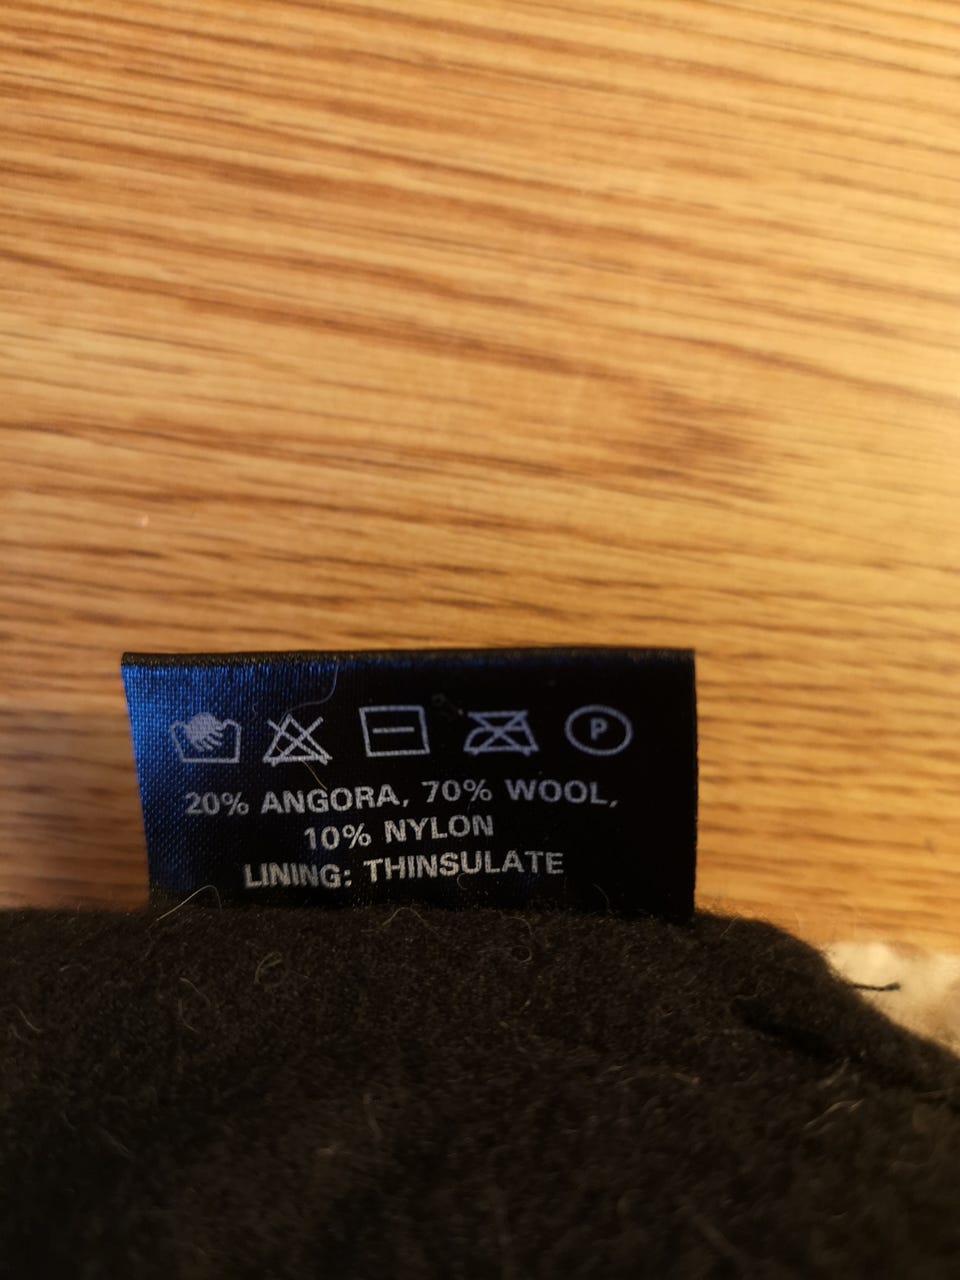 P
20% ANGORA, 70% WOOL,
10% NYLON
LINING: THINSULATE